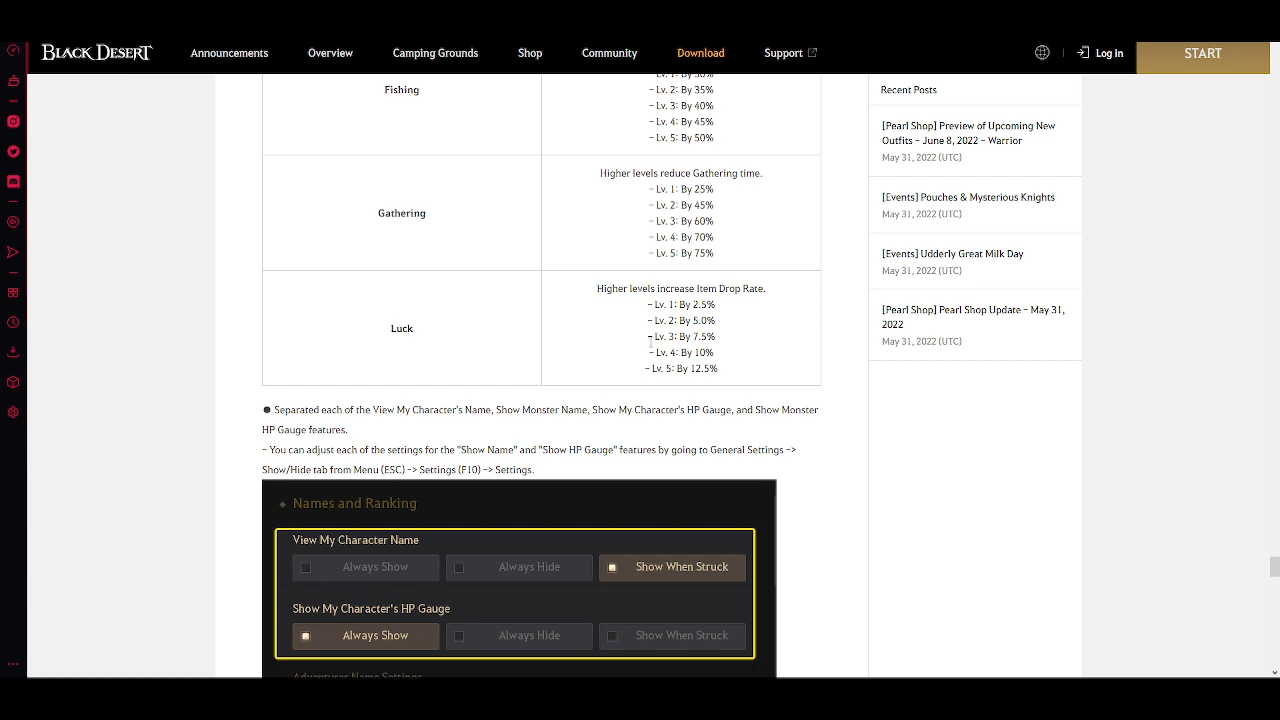 BLACK DESERT
Announcements
Overview
Camping Grounds
Shop
Community
Download
Support
Log in
START
Fishing
- Lv. 1: By 30%
- Lv. 2: By 35%
- Lv. 3: By 40%
- Lv. 4: By 45%
- Lv. 5: By 50%
Gathering
Higher levels reduce Gathering time.
- Lv. 1: By 25%
- Lv. 2: By 45%
- Lv. 3: By 60%
- Lv. 4: By 70%
- Lv. 5: By 75%
Luck
Higher levels increase Item Drop Rate.
- Lv. 1: By 2.5%
- Lv. 2: By 5.0%
- Lv. 3: By 7.5%
- Lv. 4: By 10%
- Lv. 5: By 12.5%
● Separated each of the View My Character's Name, Show Monster Name, Show My Character's HP Gauge, and Show Monster
HP Gauge features.
- You can adjust each of the settings for the "Show Name" and "Show HP Gauge" features by going to General Settings ->
Show/Hide tab from Menu (ESC) -> Settings (F10) -> Settings.
Names and Ranking
View My Character Name
Always Show
Always Hide
Show When Struck
Show My Character's HP Gauge
Always Show
Always Hide
Show When Struck
Adventurer Name Settings
Recent Posts
[Pearl Shop] Preview of Upcoming New
Outfits - June 8, 2022 - Warrior
May 31, 2022 (UTC)
[Events] Pouches & Mysterious Knights
May 31, 2022 (UTC)
[Events] Udderly Great Milk Day
May 31, 2022 (UTC)
[Pearl Shop] Pearl Shop Update - May 31,
2022
May 31, 2022 (UTC)